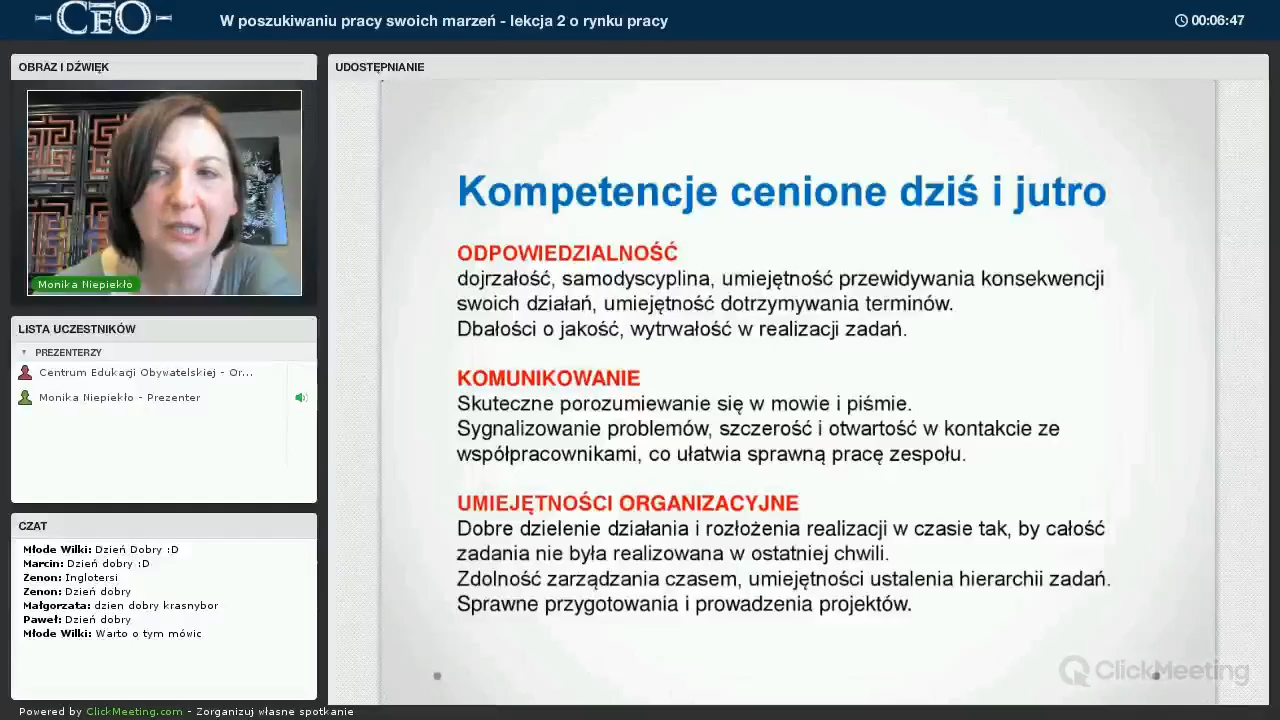 CEO
W poszukiwaniu pracy swoich marzeń - lekcja 2 o rynku pracy
00:06:47
OBRAZ I DŹWIĘK
Monika Niepiekło
LISTA UCZESTNIKÓW
PREZENTERZY
Centrum Edukacji Obywatelskiej - Or...
Monika Niepiekło - Prezenter
CZAT
Młode Wilki: Dzień Dobry :D
Marcin: Dzień dobry :D
Zenon: Inglotersi
Zenon: Dzień dobry
Małgorzata: dzien dobry krasnybor
Paweł: Dzień dobry
Młode Wilki: Warto o tym mówic
UDOSTĘPNIANIE
Kompetencje cenione dziś i jutro
ODPOWIEDZIALNOŚĆ
dojrzałość, samodyscyplina, umiejętność przewidywania konsekwencji
swoich działań, umiejętność dotrzymywania terminów.
Dbałości o jakość, wytrwałość w realizacji zadań.
KOMUNIKOWANIE
Skuteczne porozumiewanie się w mowie i piśmie.
Sygnalizowanie problemów, szczerość i otwartość w kontakcie ze
współpracownikami, co ułatwia sprawną pracę zespołu.
UMIEJĘTNOŚCI ORGANIZACYJNE
Dobre dzielenie działania i rozłożenia realizacji w czasie tak, by całość
zadania nie była realizowana w ostatniej chwili.
Zdolność zarządzania czasem, umiejętności ustalenia hierarchii zadań.
Sprawne przygotowania i prowadzenia projektów.
ClickMeeting
Powered by ClickMeeting.com - Zorganizuj własne spotkanie